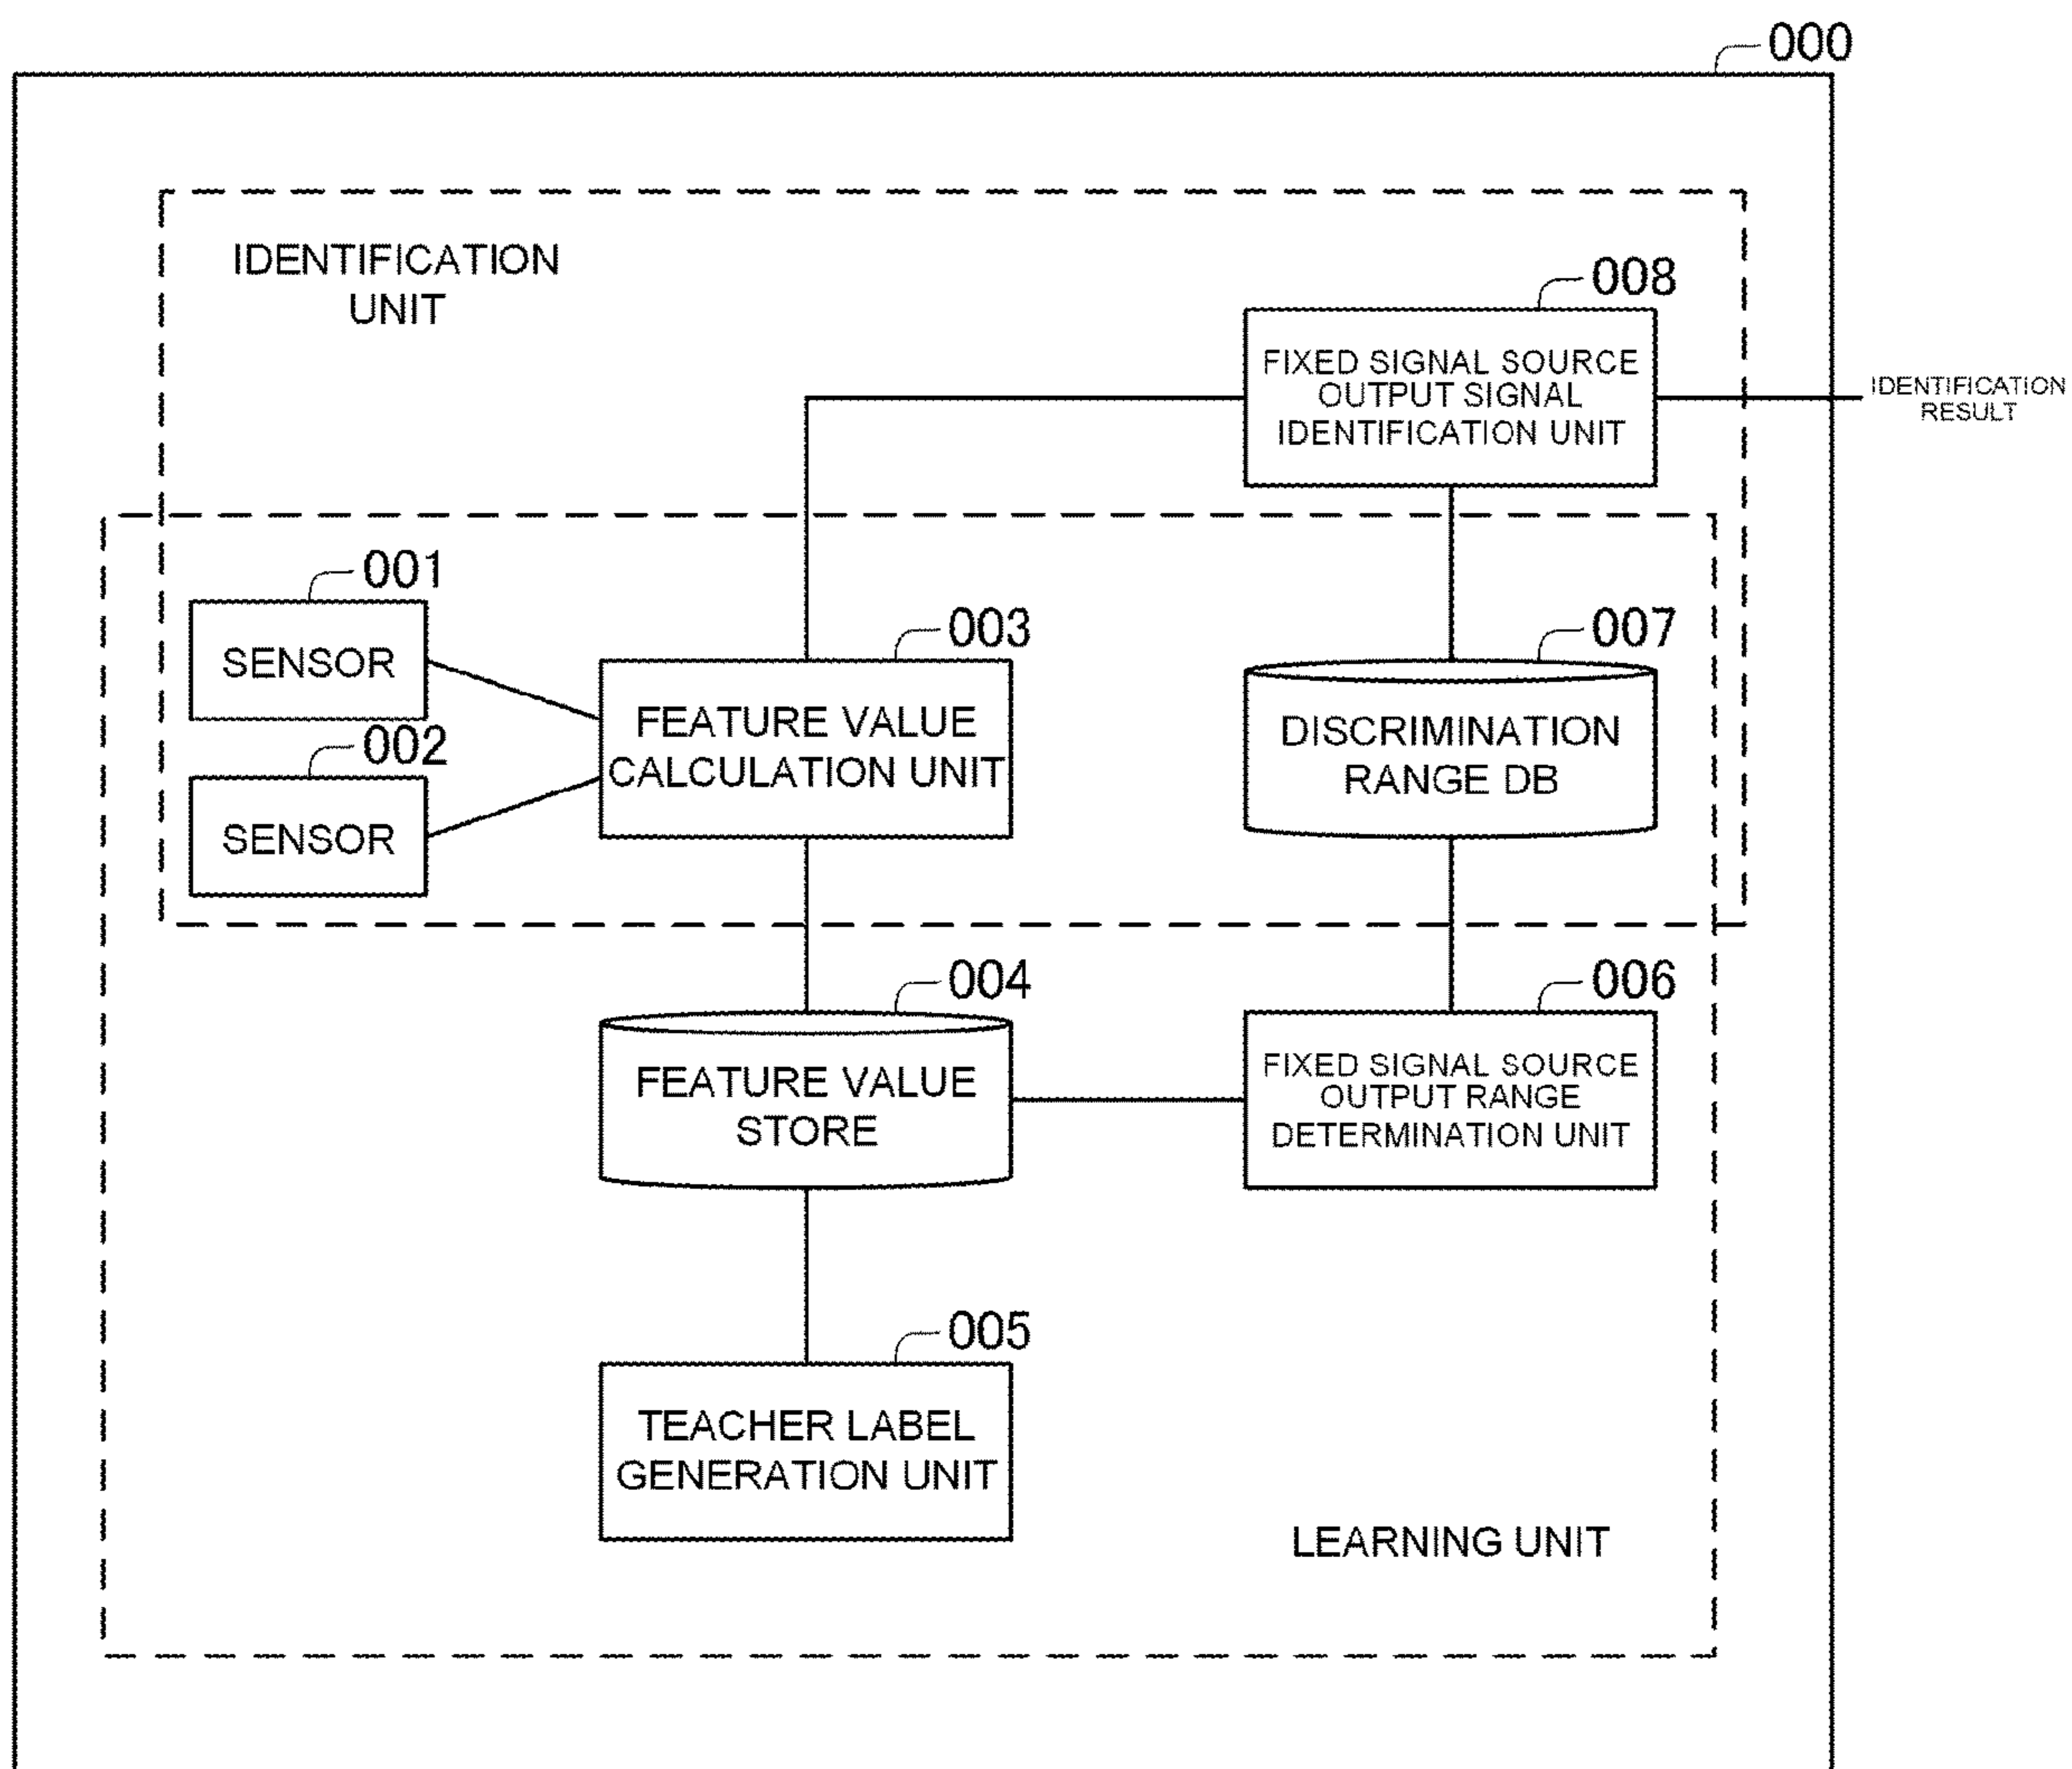 000
IDENTIFICATION
UNIT
008
FIXED SIGNAL SOURCE
OUTPUT SIGNAL
IDENTIFICATION UNIT
IDENTIFICATION
RESULT
001
SENSOR
002
SENSOR
003
FEATURE VALUE
CALCULATION UNIT
007
DISCRIMINATION
RANGE DB
004
FEATURE VALUE
STORE
006
FIXED SIGNAL SOURCE
OUTPUT RANGE
DETERMINATION UNIT
005
TEACHER LABEL
GENERATION UNIT
LEARNING UNIT